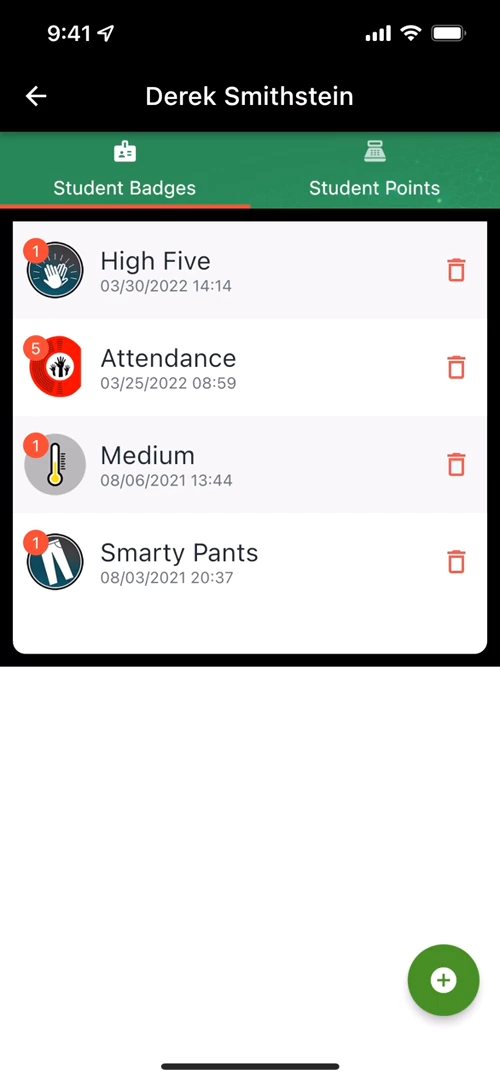 9:41
Derek Smithstein
Student Badges
Student Points
1
High Five
03/30/2022 14:14
5
Attendance
03/25/2022 08:59
1
Medium
08/06/2021 13:44
1
Smarty Pants
08/03/2021 20:37